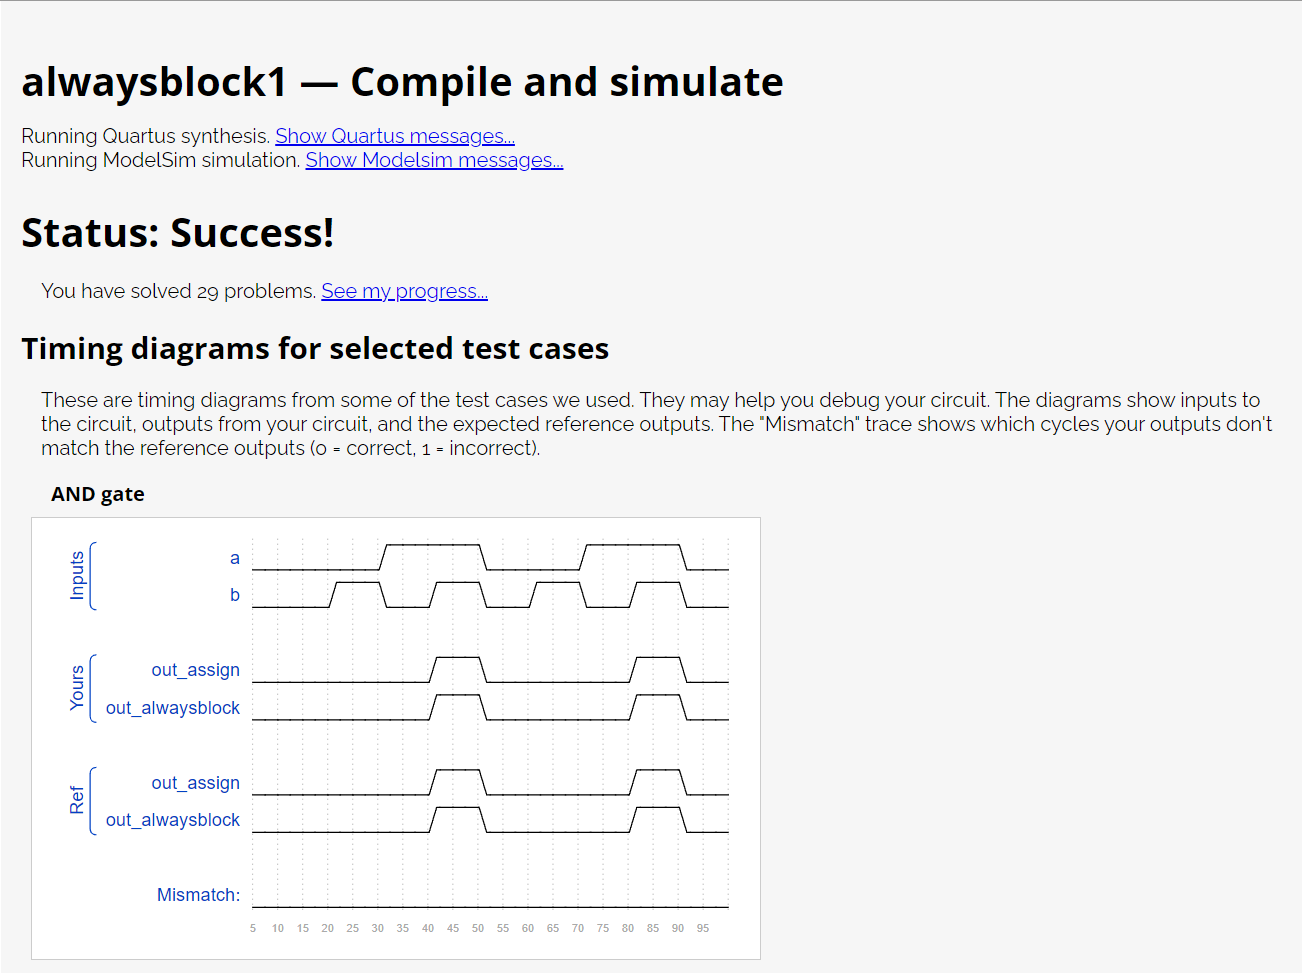 alwaysblock1 — Compile and simulate
Running Quartus synthesis. Show Quartus messages...
Running ModelSim simulation. Show Modelsim messages...
Status: Success!
You have solved 29 problems. See my progress...
Timing diagrams for selected test cases
These are timing diagrams from some of the test cases we used. They may help you debug your circuit. The diagrams show inputs to
the circuit, outputs from your circuit, and the expected reference outputs. The "Mismatch" trace shows which cycles your outputs don't
match the reference outputs (0 = correct, 1 = incorrect).
AND gate
Inputs
a
b
Yours
out_assign
out_alwaysblock
Ref
out_assign
out_alwaysblock
Mismatch:
5 10 15 20 25 30 35 40 45 50 55 60 65 70 75 80 85 90 95